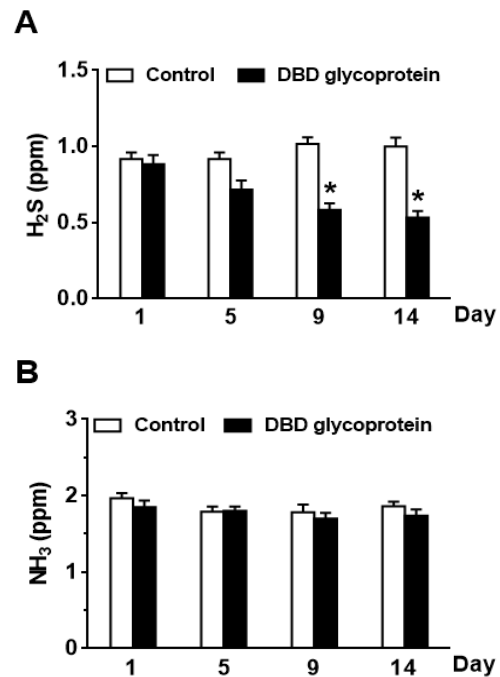 A
Control DBD glycoprotein
1.5
1.0
0.5
0.0
H₂S (ppm)
* *
1 5 9 14 Day
B
Control DBD glycoprotein
3
2
1
0
NH₃ (ppm)
1 5 9 14 Day